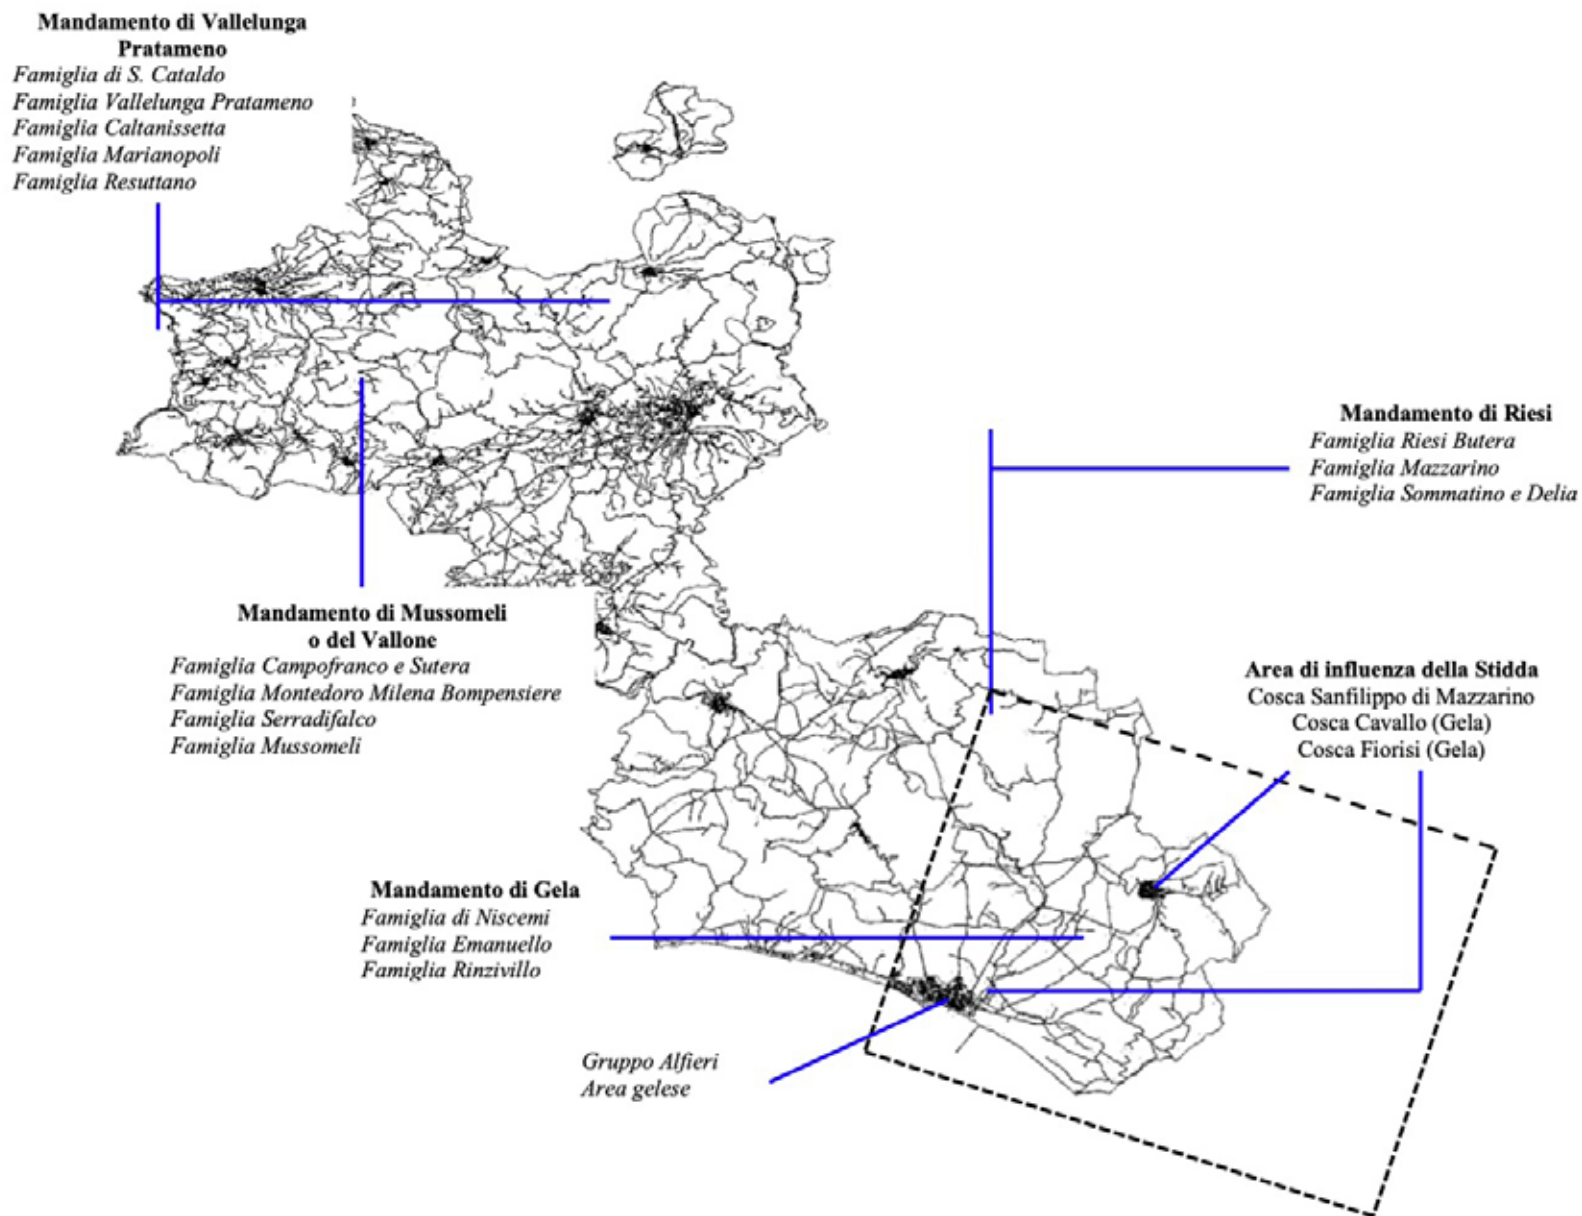 Mandamento di Vallelunga
Pratameno
Famiglia di S. Cataldo
Famiglia Vallelunga Pratameno
Famiglia Caltanissetta
Famiglia Marianopoli
Famiglia Resuttano
Mandamento di Riesi
Famiglia Riesi Butera
Famiglia Mazzarino
Famiglia Sommatino e Delia
Mandamento di Mussomeli
o del Vallone
Famiglia Campofranco e Sutera
Famiglia Montedoro Milena Bompensiere
Famiglia Serradifalco
Famiglia Mussomeli
Area di influenza della Stidda
Cosca Sanfilippo di Mazzarino
Cosca Cavallo (Gela)
Cosca Fiorisi (Gela)
Mandamento di Gela
Famiglia di Niscemi
Famiglia Emanuello
Famiglia Rinzivillo
Gruppo Alfieri
Area gelese